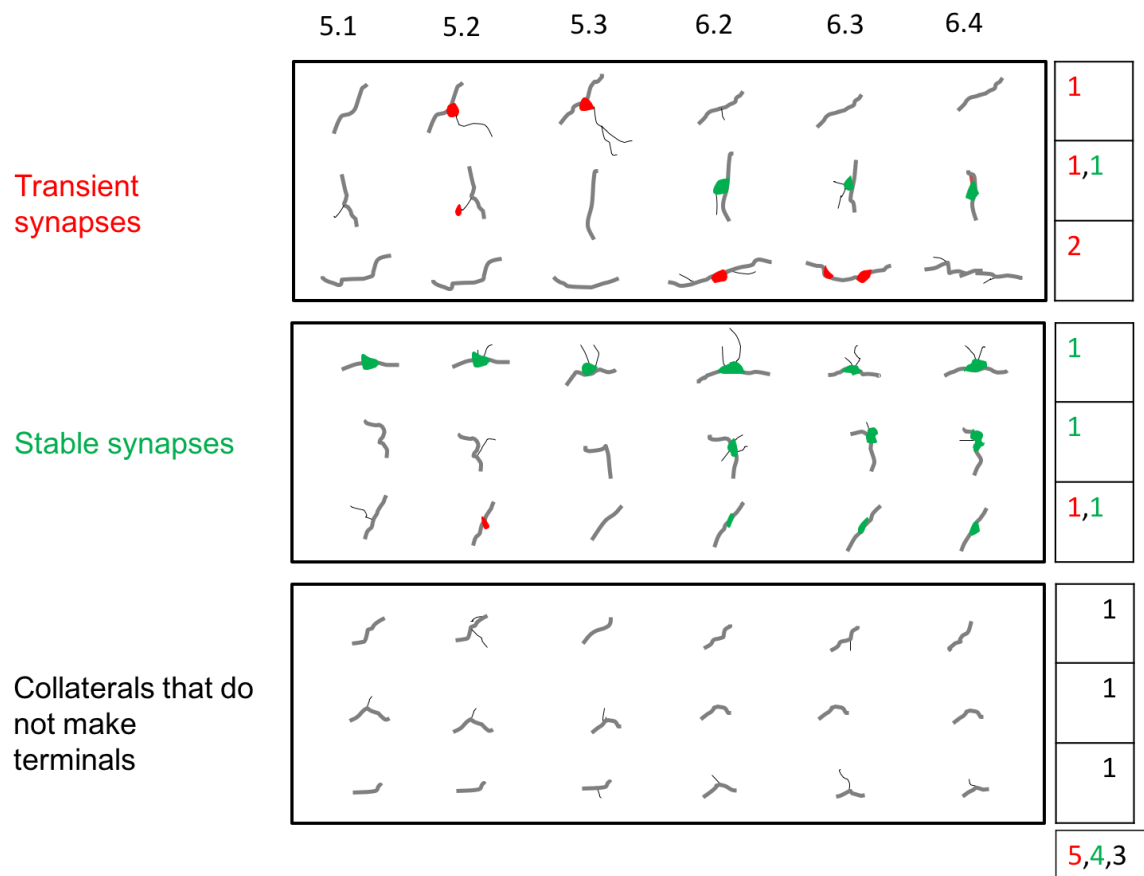 5.1 5.2 5.3 6.2 6.3 6.4
1
Transient
synapses
1,1
2
1
Stable synapses
1
1,1
1
Collaterals that do
not make
terminals
1
1
5,4,3